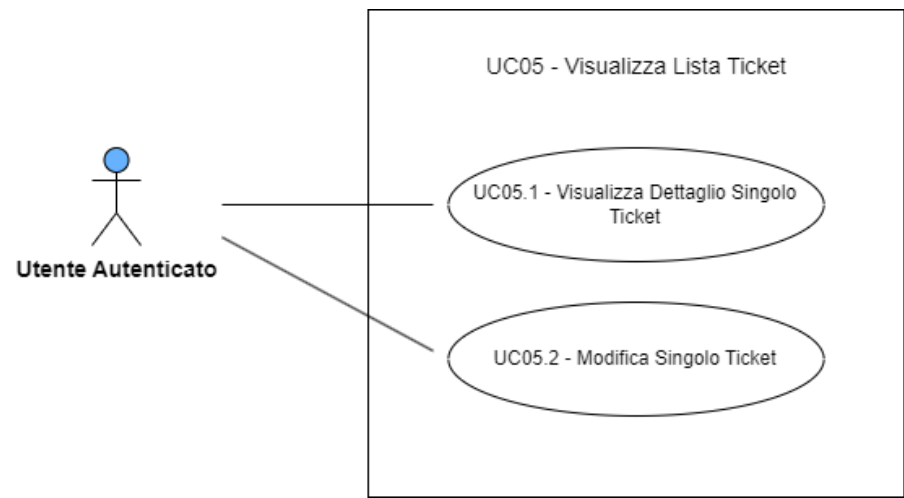 UC05 - Visualizza Lista Ticket
UC05.1 - Visualizza Dettaglio Singolo
Ticket
Utente Autenticato
UC05.2 - Modifica Singolo Ticket